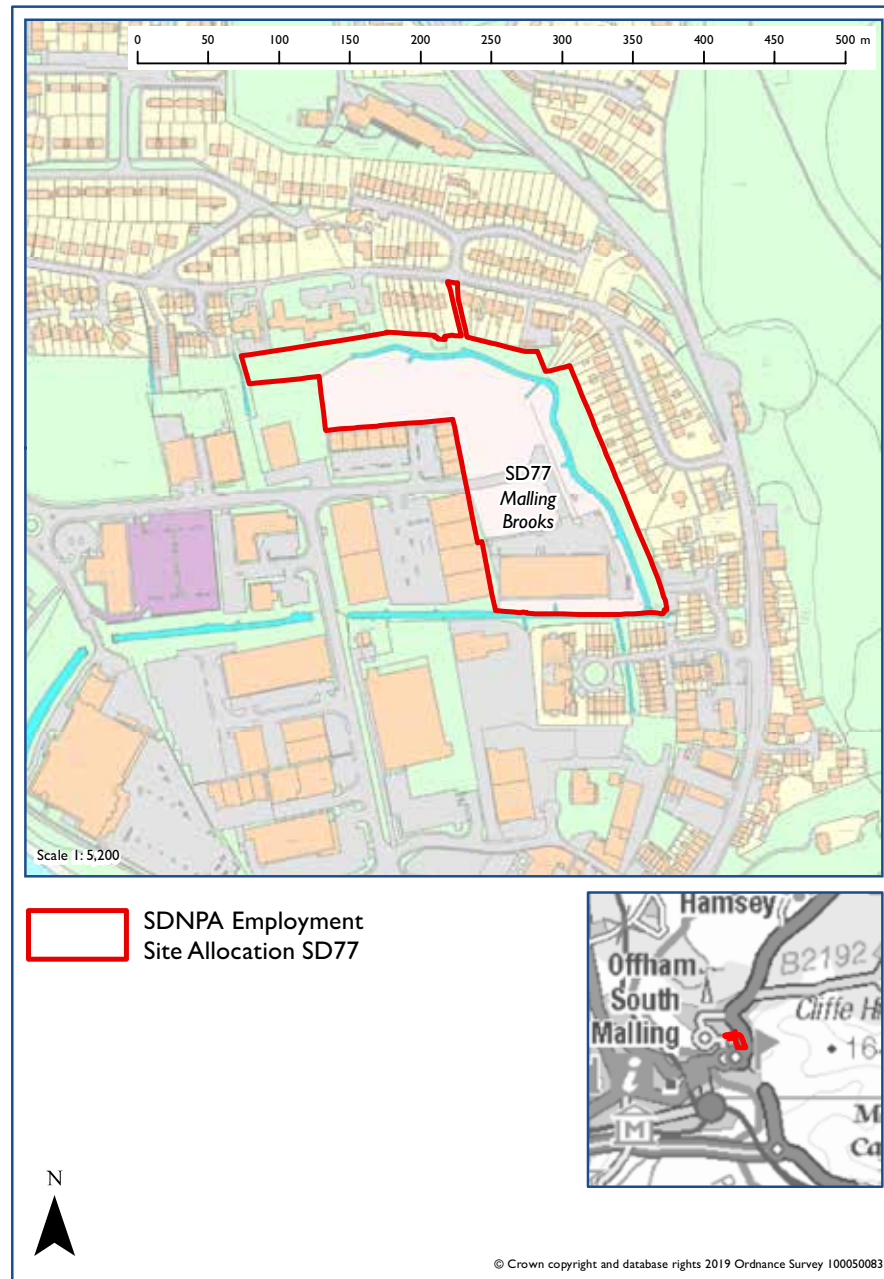 0 50 100 150 200 250 300 350 400 450 500 m
SD77
Malling
Brooks
Scale 1: 5,200
SDNPA Employment
Site Allocation SD77
Hamsey
B2192
Offham
South
Malling
Cliffe H
16
i
M
M
Ca
N
© Crown copyright and database rights 2019 Ordnance Survey 100050083